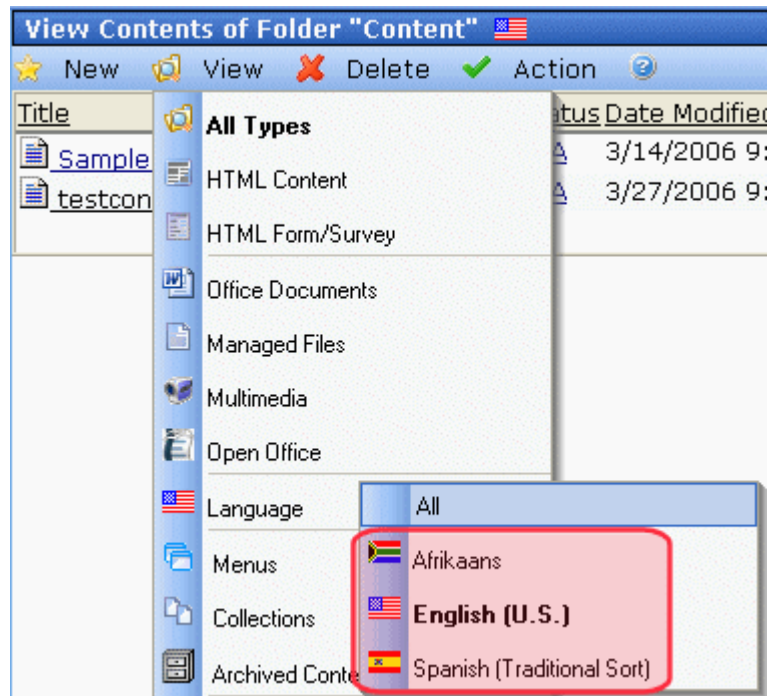 View Contents of Folder "Content"
New View Delete Action
Title tus Date Modified
Sample A 3/14/2006 9:
testcon A 3/27/2006 9:
All Types
HTML Content
HTML Form/Survey
Office Documents
Managed Files
Multimedia
Open Office
Language
All
Menus
Afrikaans
Collections
English (U.S.)
Archived Conte
Spanish (Traditional Sort)